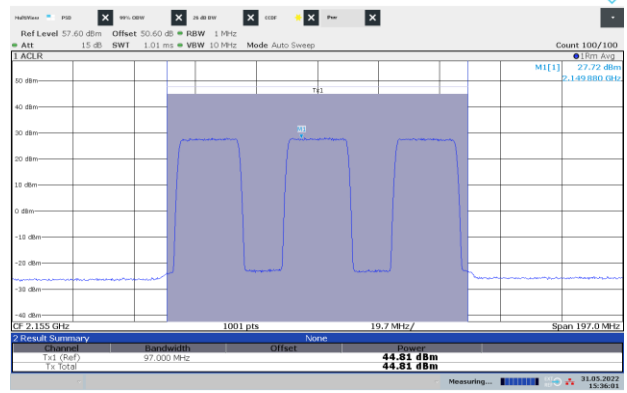 MultiView PSD 99% OBW 26 dB BW CCDF Pwr
Ref Level 57.60 dBm Offset 50.60 dB RBW 1 MHz
Att 15 dB SWT 1.01 ms VBW 10 MHz Mode Auto Sweep Count 100/100
1 ACLR 1Rm Avg
M1[1] 27.72 dBm
2.149880 GHz
50 dBm
Tx1
40 dBm
M1
30 dBm
20 dBm
10 dBm
0 dBm
-10 dBm
-20 dBm
-30 dBm
-40 dBm
CF 2.155 GHz 1001 pts 19.7 MHz/ Span 197.0 MHz
2 Result Summary None
Channel Bandwidth Offset Power
Tx1 (Ref) 97.000 MHz 44.81 dBm
Tx Total 44.81 dBm
Measuring... 31.05.2022
15:36:01